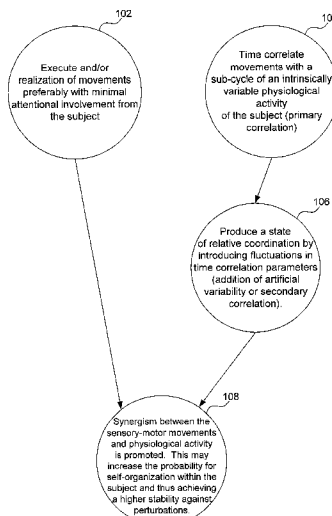 102
Execute and/or
realization of movements
preferably with minimal
attentional involvement from
the subject
10
Time correlate
movements with a
sub-cycle of an intrinsically
variable physiological activity
of the subject (primary
correlation)
106
Produce a state
of relative coordination by
introducing fluctuations in
time correlation parameters
(addition of artificial
variability or secondary
correlation).
108
Synergism between the
sensory-motor movements
and physiological activity
is promoted. This may
increase the probability for
self-organization within the
subject and thus achieving
a higher stability against
perturbations.